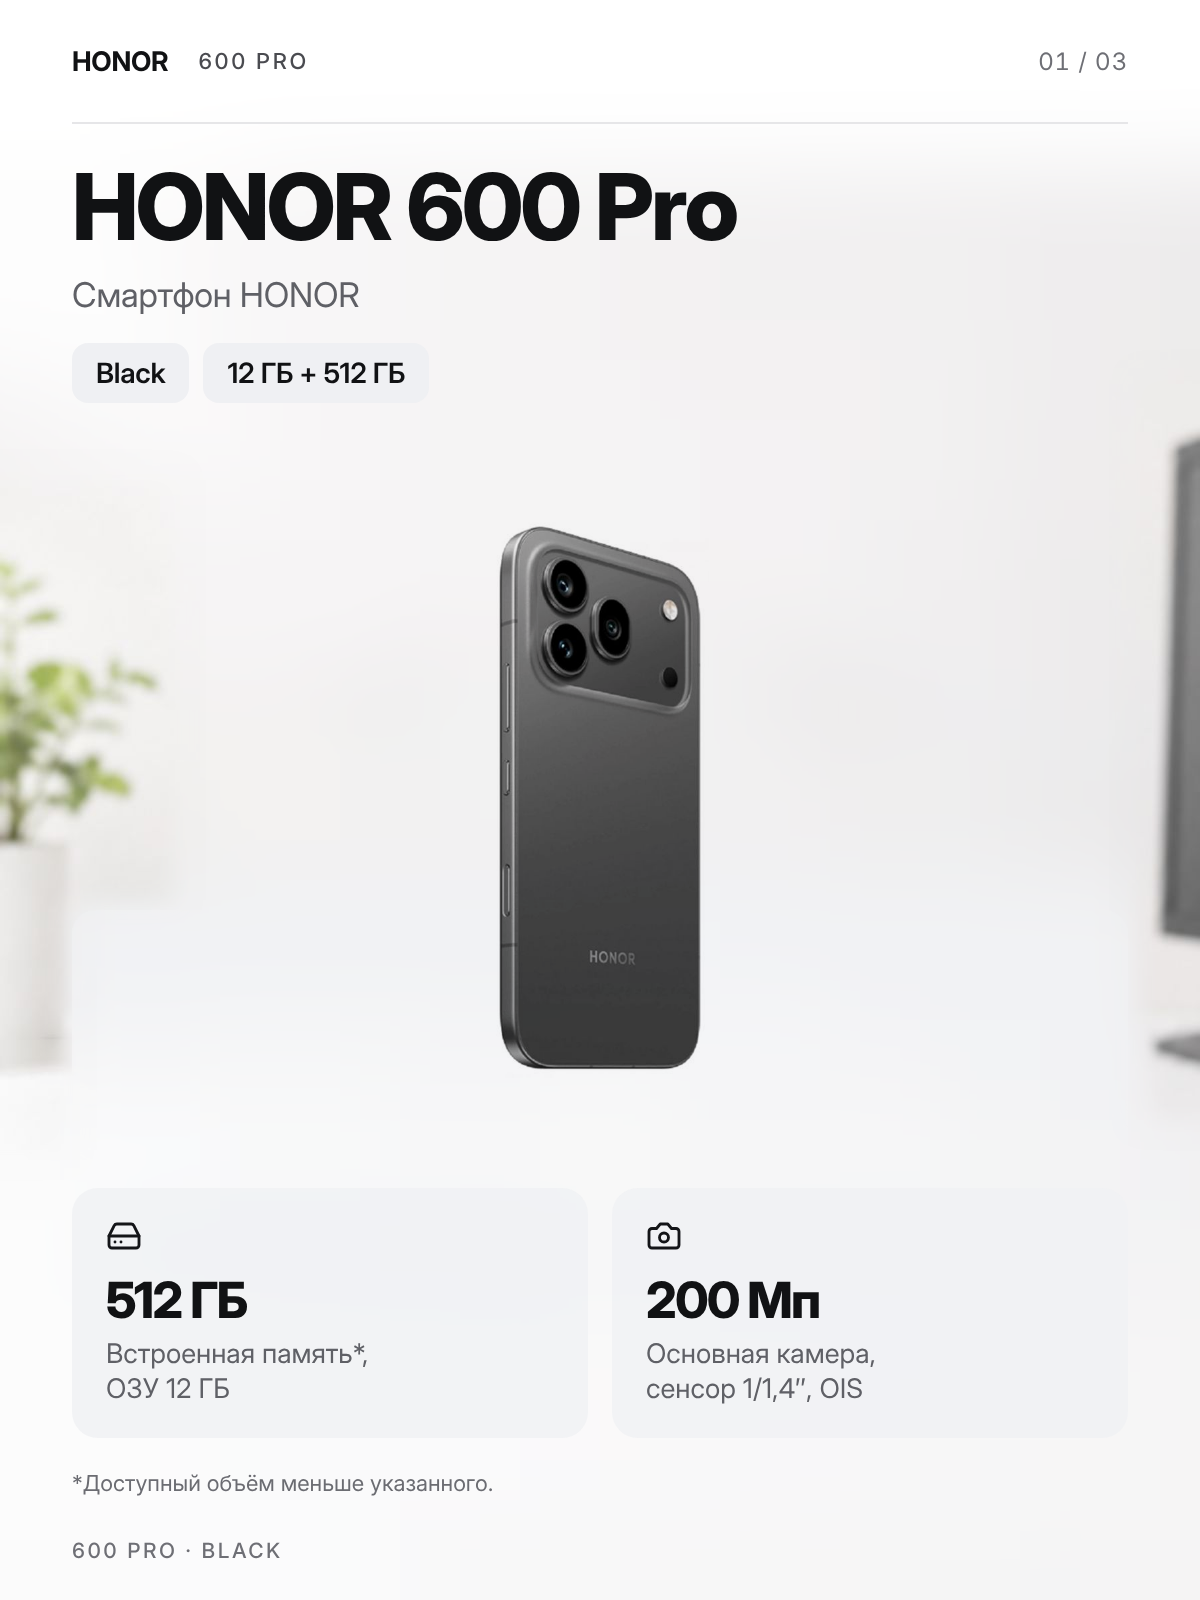 HONOR 600 PRO 01 / 03
HONOR 600 Pro
Смартфон HONOR
Black 12 ГБ + 512 ГБ
HONOR
512 ГБ
Встроенная память*,
ОЗУ 12 ГБ
200 Мп
Основная камера,
сенсор 1/1,4″, OIS
*Доступный объём меньше указанного.
600 PRO · BLACK